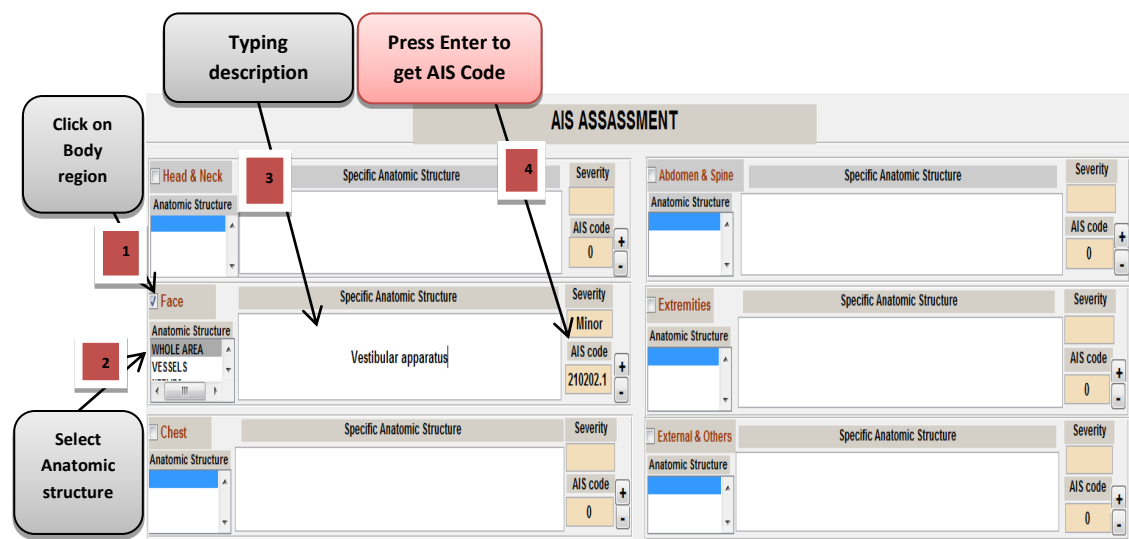 Typing
description
Press Enter to
get AIS Code
Click on
Body
region
AIS ASSASSMENT
Head & Neck
3
Specific Anatomic Structure
4
Severity
Anatomic Structure
AIS code
0
+
-
Abdomen & Spine
Specific Anatomic Structure
Severity
Anatomic Structure
AIS code
0
+
-
1
Face
Specific Anatomic Structure
Severity
Minor
Anatomic Structure
WHOLE AREA
VESSELS
Vestibular apparatus
AIS code
210202.1
+
-
Extremities
Specific Anatomic Structure
Severity
Anatomic Structure
AIS code
0
+
-
2
Select
Anatomic
structure
Chest
Specific Anatomic Structure
Severity
Anatomic Structure
AIS code
0
+
-
External & Others
Specific Anatomic Structure
Severity
Anatomic Structure
AIS code
0
+
-